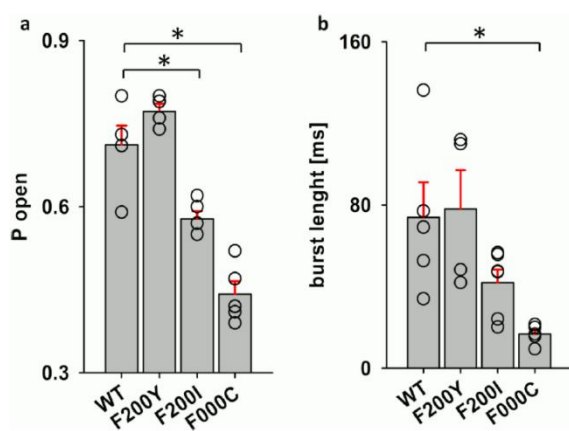 a
b
0.9
0.6
0.3
P open
*
*
WT
F200Y
F200I
F000C
160
80
0
burst lenght [ms]
*
WT
F200Y
F200I
F000C